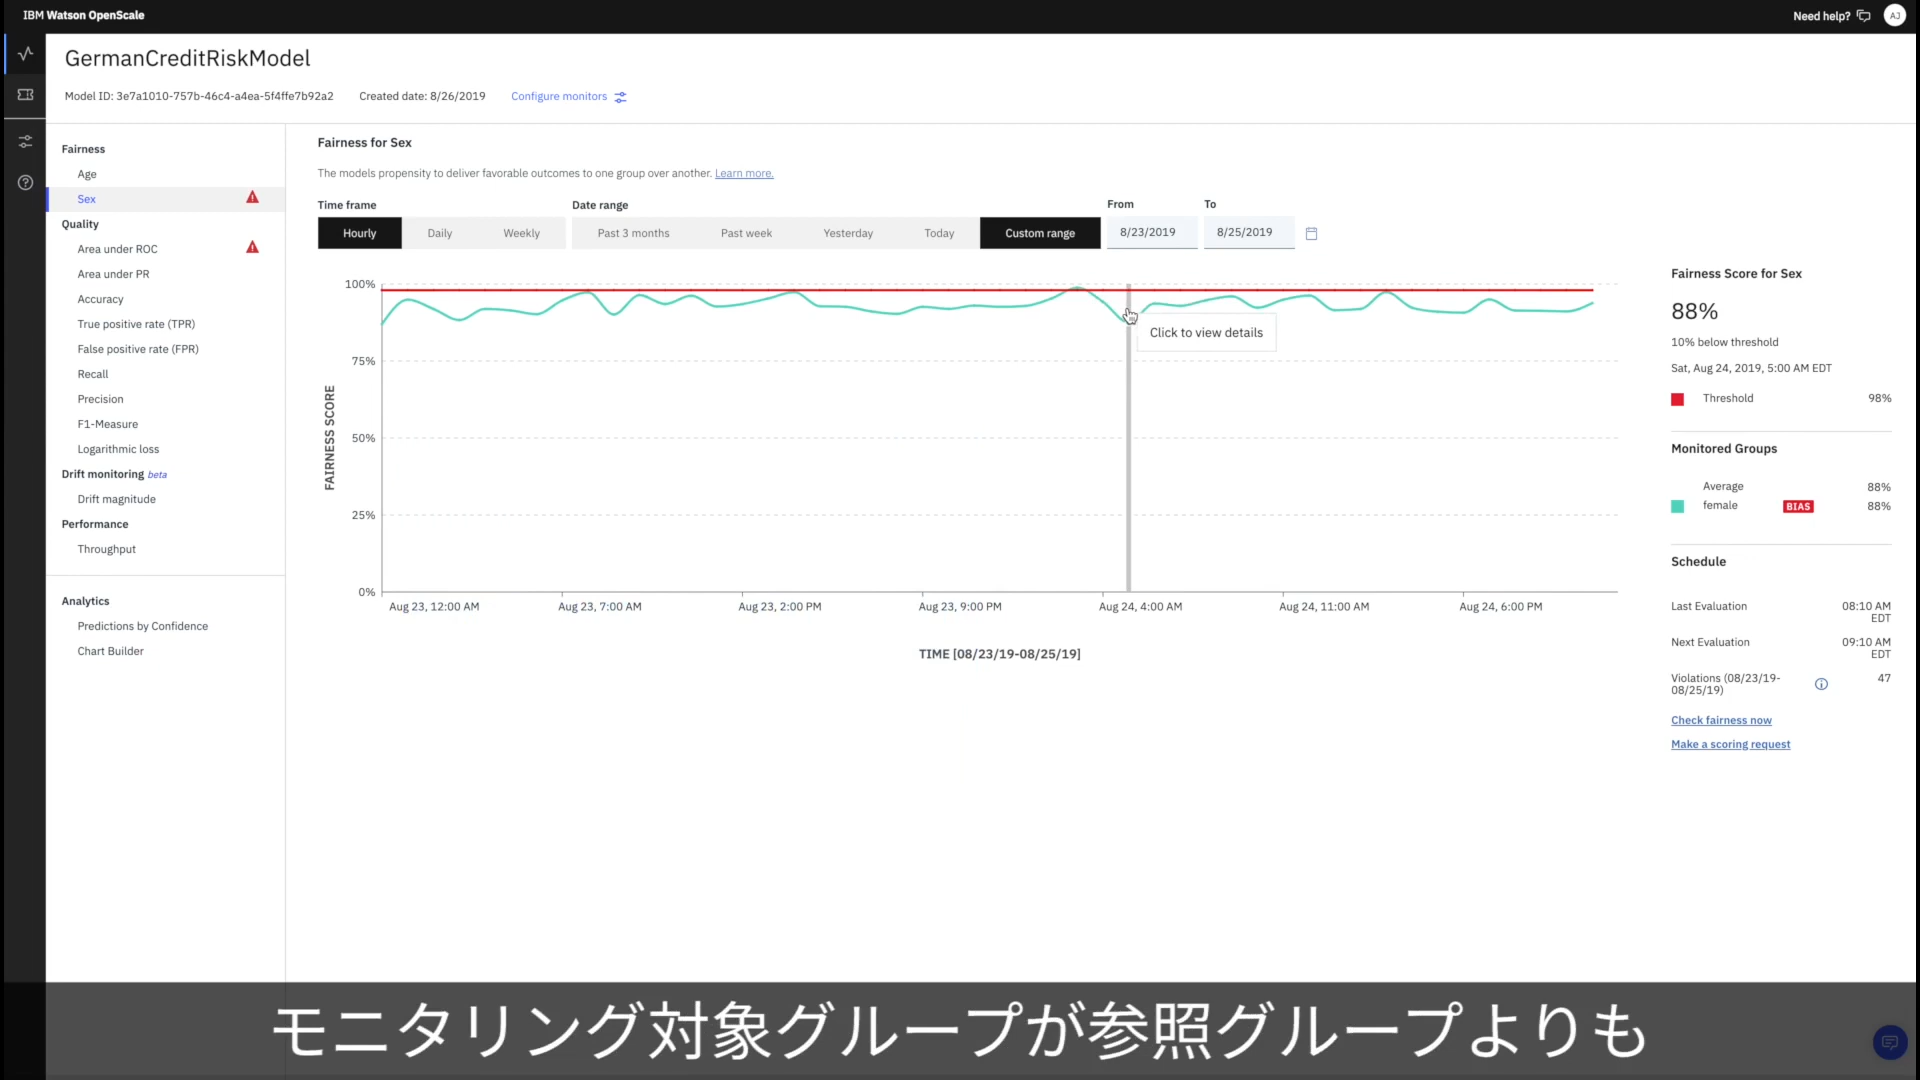 IBM Watson OpenScale
Need help?
AJ
GermanCreditRiskModel
Model ID: 3e7a1010-757b-46c4-a4ea-5f4ffe7b92a2 Created date: 8/26/2019 Configure monitors
Fairness
Age
Sex
Quality
Area under ROC
Area under PR
Accuracy
True positive rate (TPR)
False positive rate (FPR)
Recall
Precision
F1-Measure
Logarithmic loss
Drift monitoring beta
Drift magnitude
Performance
Throughput
Analytics
Predictions by Confidence
Chart Builder
Fairness for Sex
The models propensity to deliver favorable outcomes to one group over another. Learn more.
Time frame
Hourly Daily Weekly
Date range
Past 3 months Past week Yesterday Today Custom range
From
8/23/2019
To
8/25/2019
FAIRNESS SCORE
100%
75%
50%
25%
0%
Click to view details
Aug 23, 12:00 AM Aug 23, 7:00 AM Aug 23, 2:00 PM Aug 23, 9:00 PM Aug 24, 4:00 AM Aug 24, 11:00 AM Aug 24, 6:00 PM
TIME [08/23/19-08/25/19]
Fairness Score for Sex
88%
10% below threshold
Sat, Aug 24, 2019, 5:00 AM EDT
Threshold 98%
Monitored Groups
Average 88%
female BIAS 88%
Schedule
Last Evaluation 08:10 AM
EDT
Next Evaluation 09:10 AM
EDT
Violations (08/23/19- 47
08/25/19)
Check fairness now
Make a scoring request
モニタリング対象グループが参照グループよりも